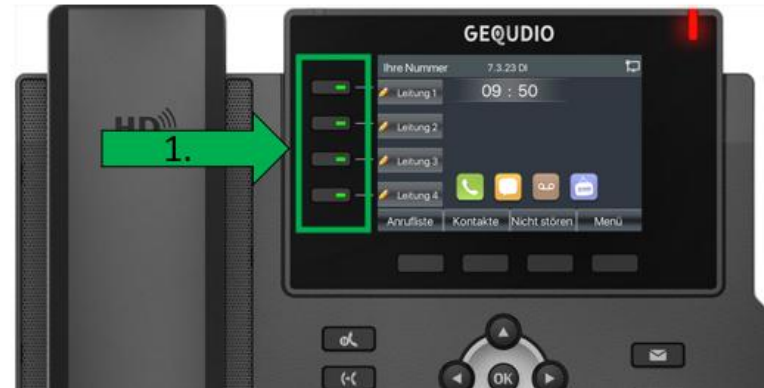 GEQUDIO
Ihre Nummer 7.3.23 DI
Leitung 1 09 : 50
HD
1.
Leitung 2
Leitung 3
Leitung 4
Anrufliste Kontakte Nicht stören Menü
OK